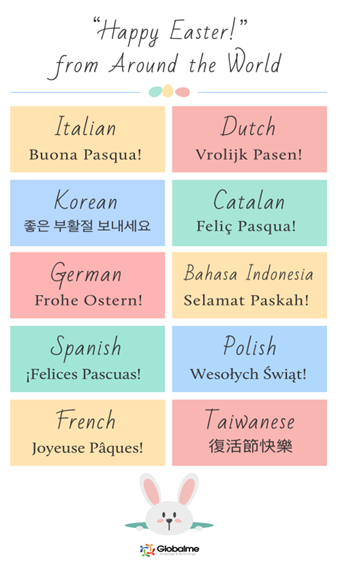 “Happy Easter!”
from Around the World
Italian
Buona Pasqua!
Dutch
Vrolijk Pasen!
Korean
좋은 부활절 보내세요
Catalan
Feliç Pasqua!
German
Frohe Ostern!
Bahasa Indonesia
Selamat Paskah!
Spanish
¡Felices Pascuas!
Polish
Wesołych Świąt!
French
Joyeuse Pâques!
Taiwanese
復活節快樂
Globalme